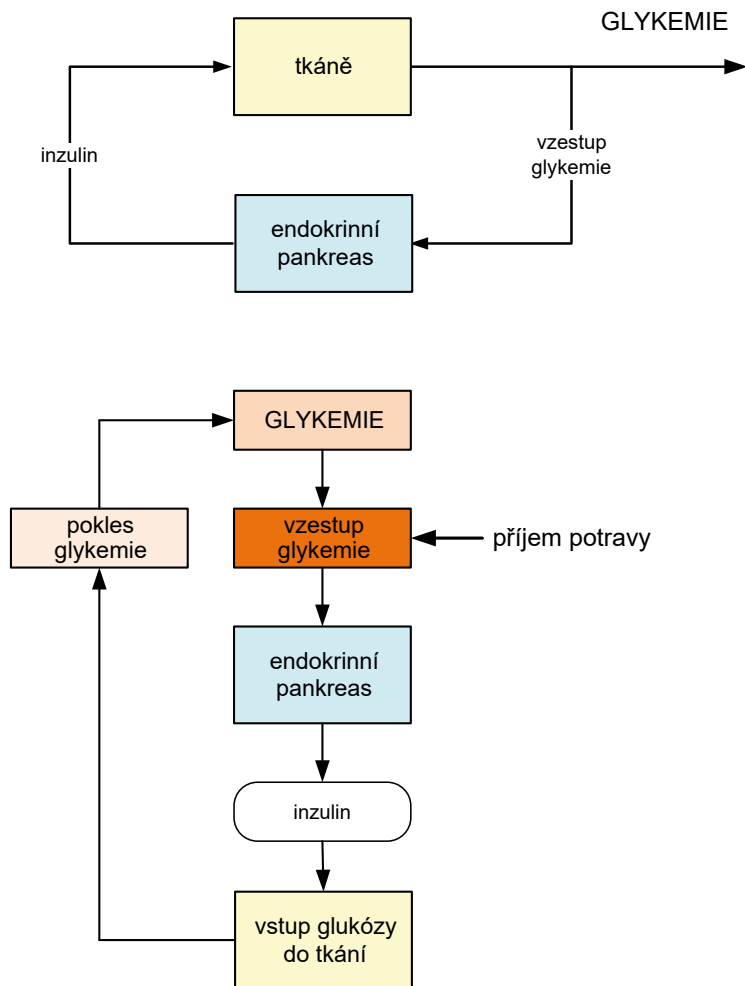 GLYKEMIE
tkáně
inzulin
vzestup
glykemie
endokrinní
pankreas
GLYKEMIE
pokles
glykemie
vzestup
glykemie
příjem potravy
endokrinní
pankreas
inzulin
vstup glukózy
do tkání